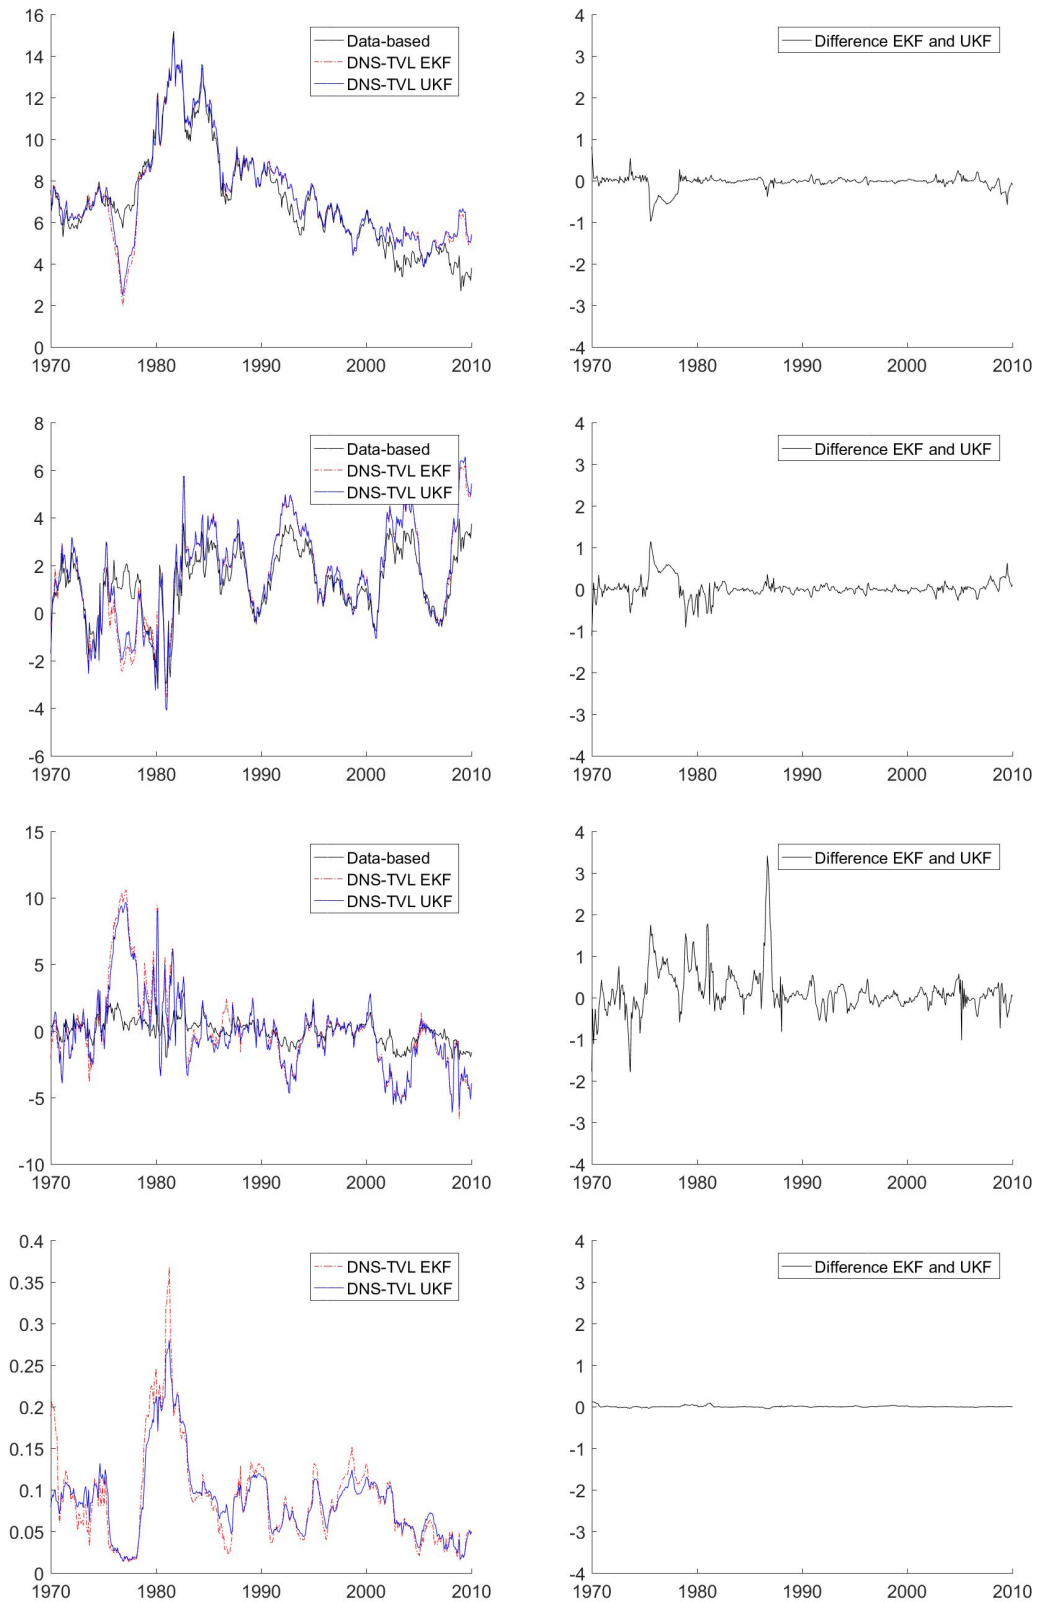 16
14
12
10
8
6
4
2
0
1970 1980 1990 2000 2010
Data-based
DNS-TVL EKF
DNS-TVL UKF
4
3
2
1
0
-1
-2
-3
-4
1970 1980 1990 2000 2010
Difference EKF and UKF
8
6
4
2
0
-2
-4
-6
1970 1980 1990 2000 2010
Data-based
DNS-TVL EKF
DNS-TVL UKF
4
3
2
1
0
-1
-2
-3
-4
1970 1980 1990 2000 2010
Difference EKF and UKF
15
10
5
0
-5
-10
1970 1980 1990 2000 2010
Data-based
DNS-TVL EKF
DNS-TVL UKF
4
3
2
1
0
-1
-2
-3
-4
1970 1980 1990 2000 2010
Difference EKF and UKF
0.4
0.35
0.3
0.25
0.2
0.15
0.1
0.05
0
1970 1980 1990 2000 2010
DNS-TVL EKF
DNS-TVL UKF
4
3
2
1
0
-1
-2
-3
-4
1970 1980 1990 2000 2010
Difference EKF and UKF